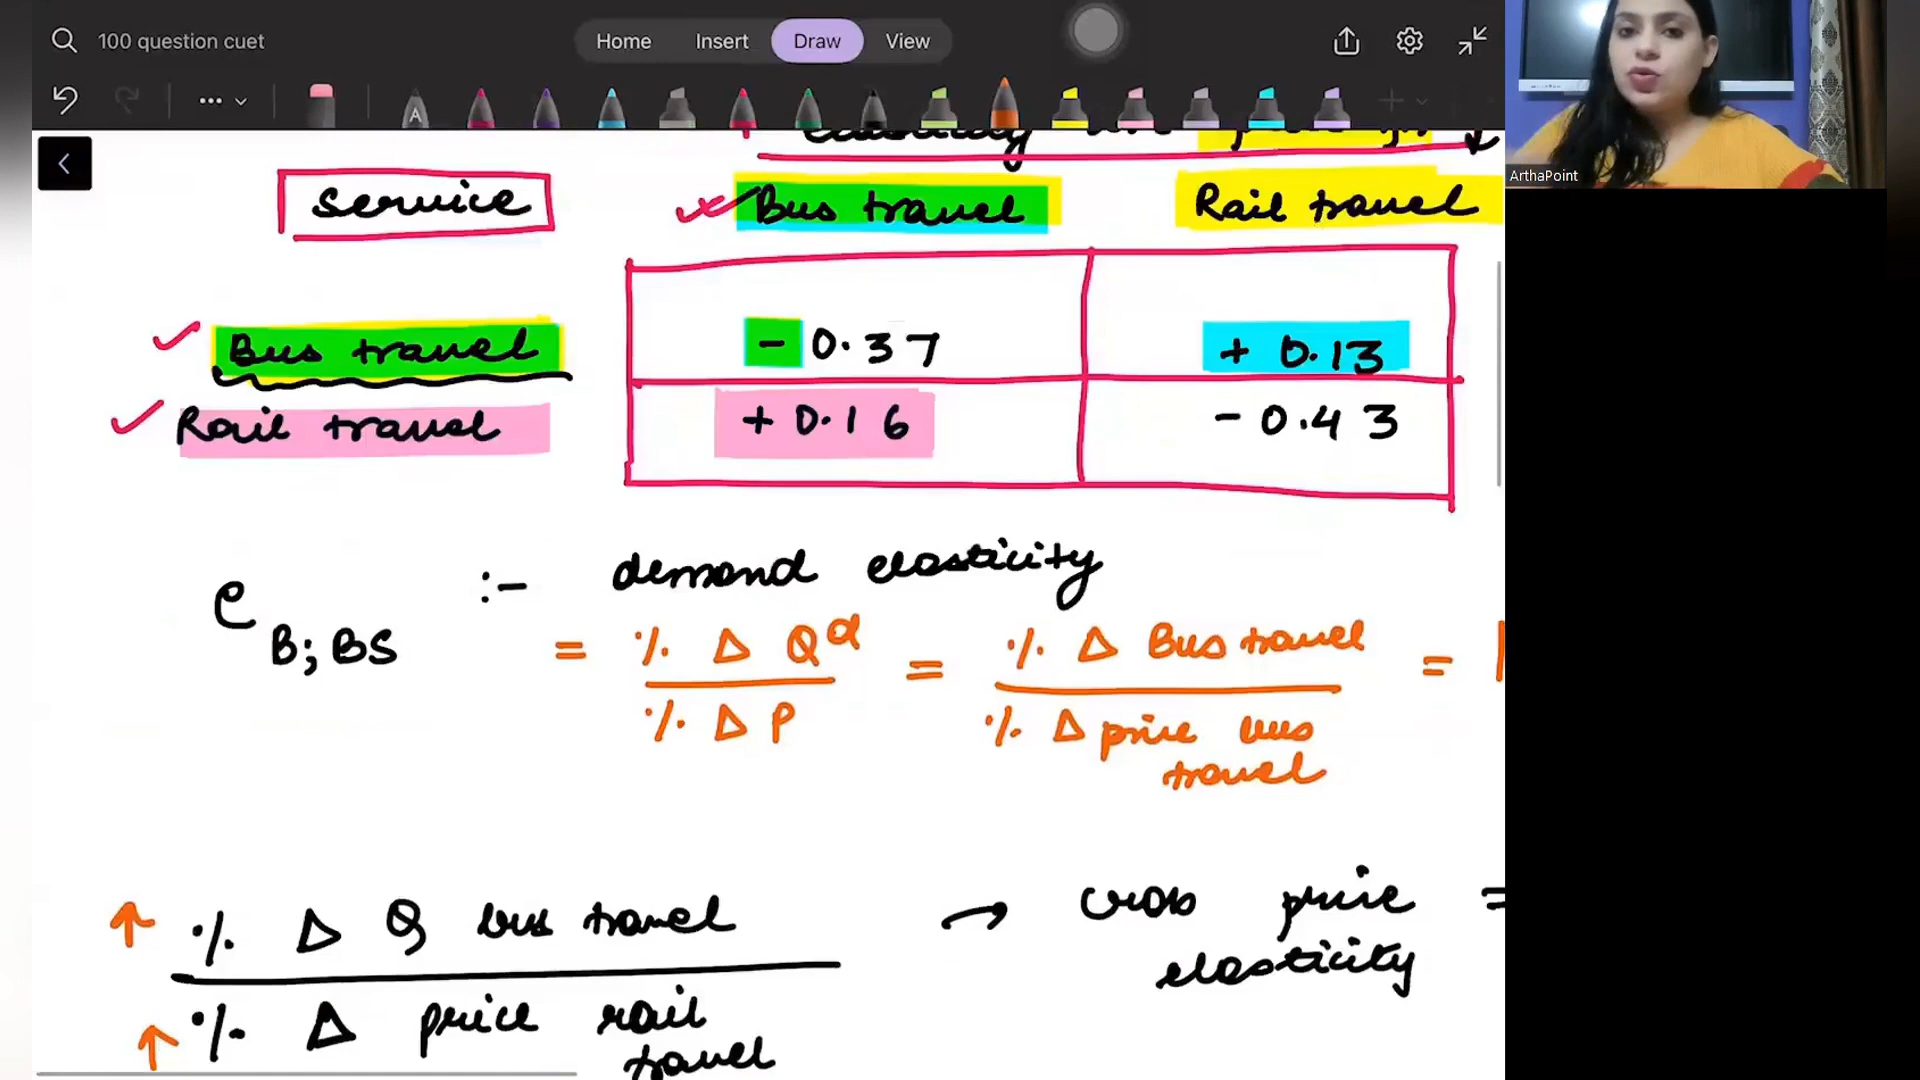 100 question cuet
Home Insert Draw View
A
elasticity
Service Bus travel Rail travel
Bus travel - 0.37 + 0.13
Rail travel + 0.16 - 0.43
e B; BS :- demand elasticity
= % Δ Qd / % Δ P = % Δ Bus travel / % Δ price bus travel =
% Δ Q bus travel → cross price =
elasticity
% Δ price rail
travel
ArthaPoint